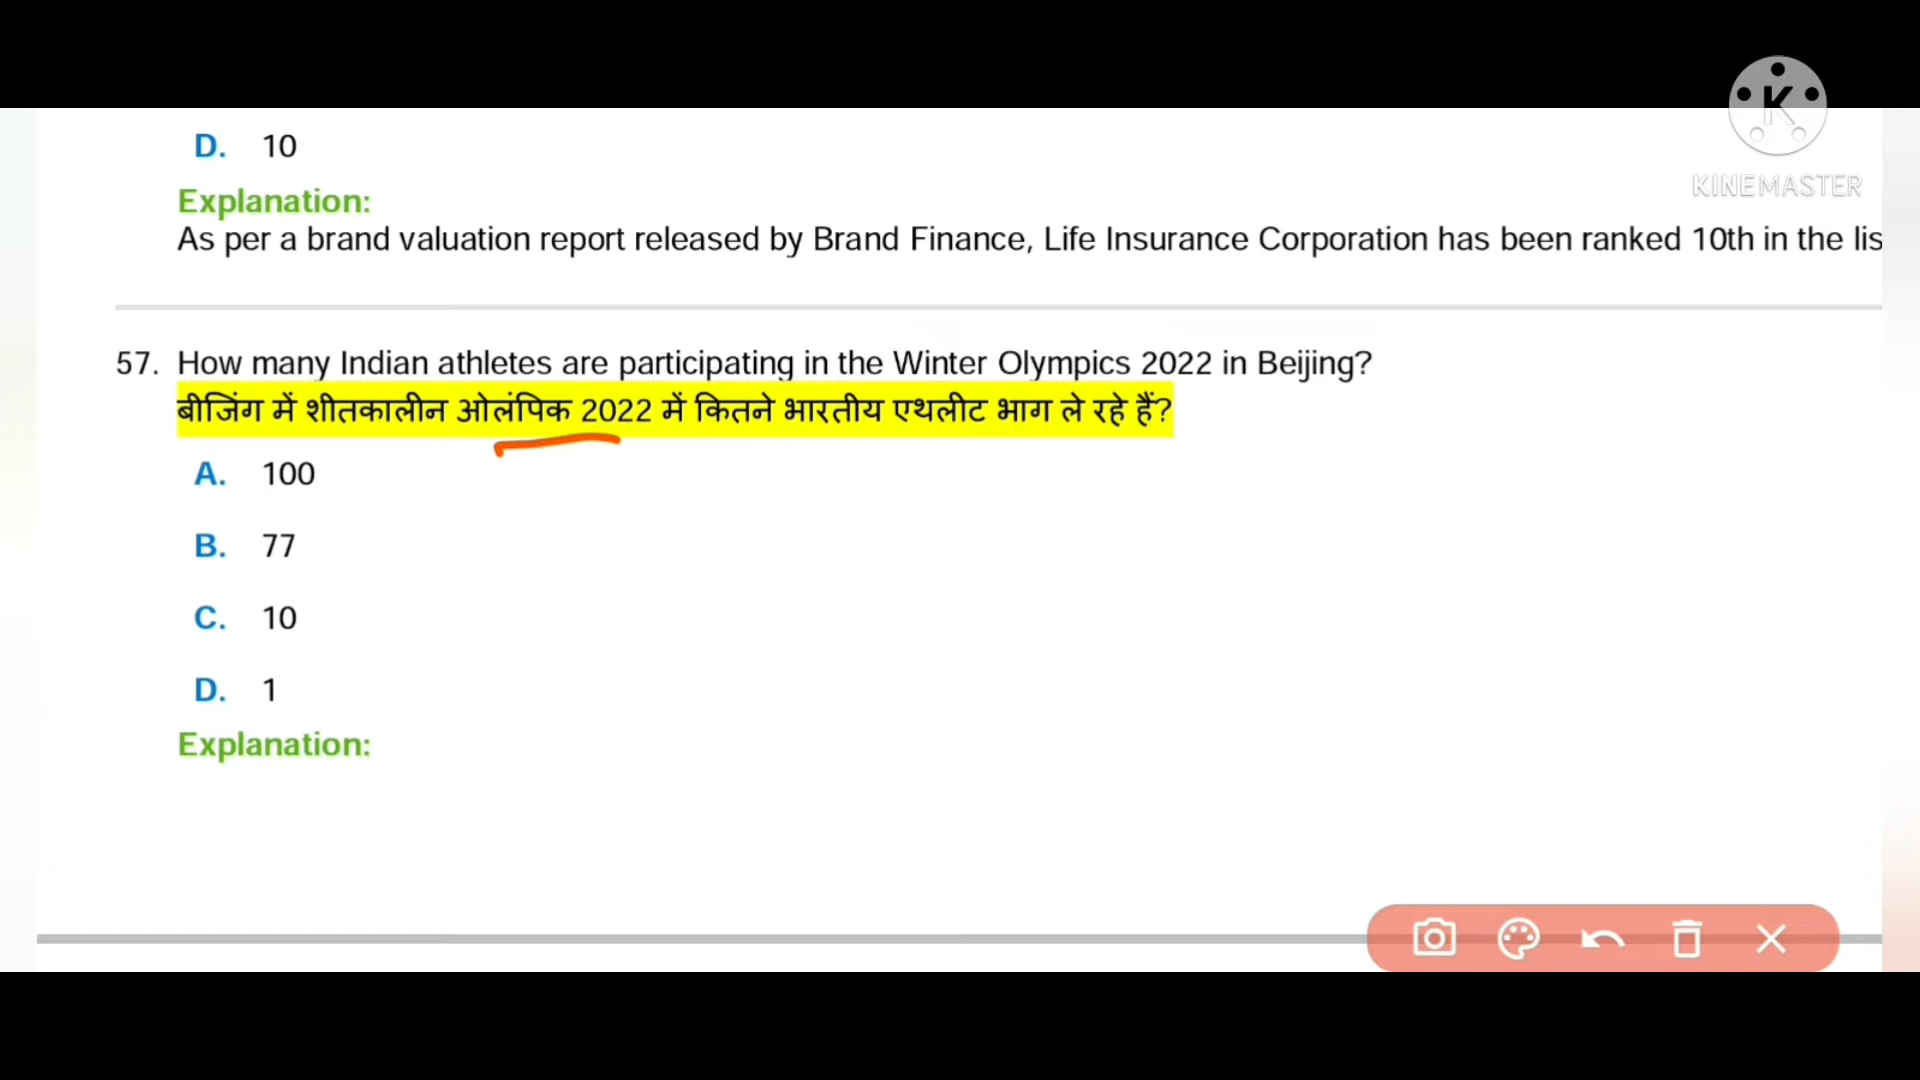 D. 10
K
KINEMASTER
Explanation:
As per a brand valuation report released by Brand Finance, Life Insurance Corporation has been ranked 10th in the lis
57. How many Indian athletes are participating in the Winter Olympics 2022 in Beijing?
बीजिंग में शीतकालीन ओलंपिक 2022 में कितने भारतीय एथलीट भाग ले रहे हैं?
A. 100
B. 77
C. 10
D. 1
Explanation: